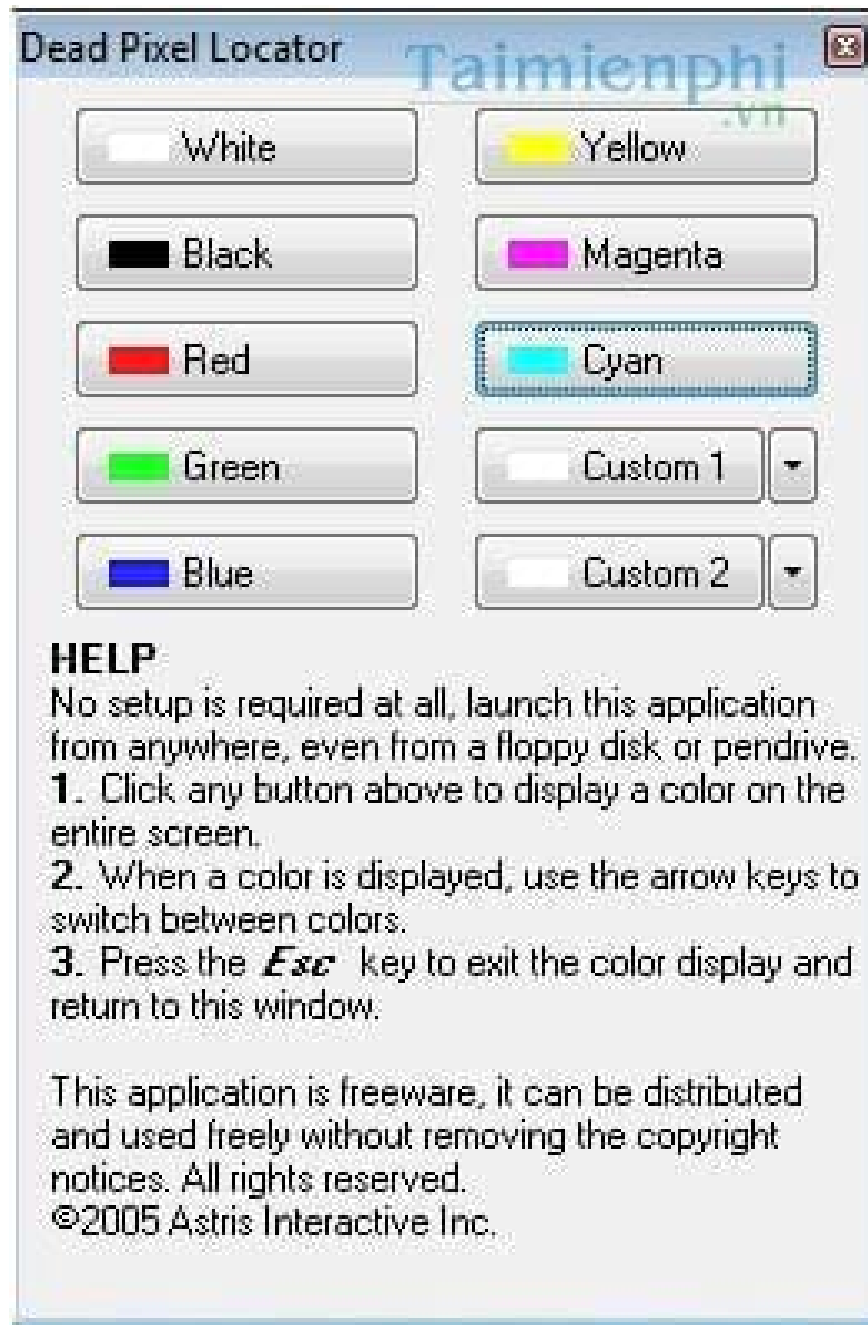 Dead Pixel Locator
Taimienphi
.vn
White
Yellow
Black
Magenta
Red
Cyan
Green
Custom 1
Blue
Custom 2
HELP
No setup is required at all, launch this application
from anywhere, even from a floppy disk or pendrive.
1. Click any button above to display a color on the
entire screen.
2. When a color is displayed, use the arrow keys to
switch between colors.
3. Press the Esc key to exit the color display and
return to this window.
This application is freeware, it can be distributed
and used freely without removing the copyright
notices. All rights reserved.
©2005 Astris Interactive Inc.